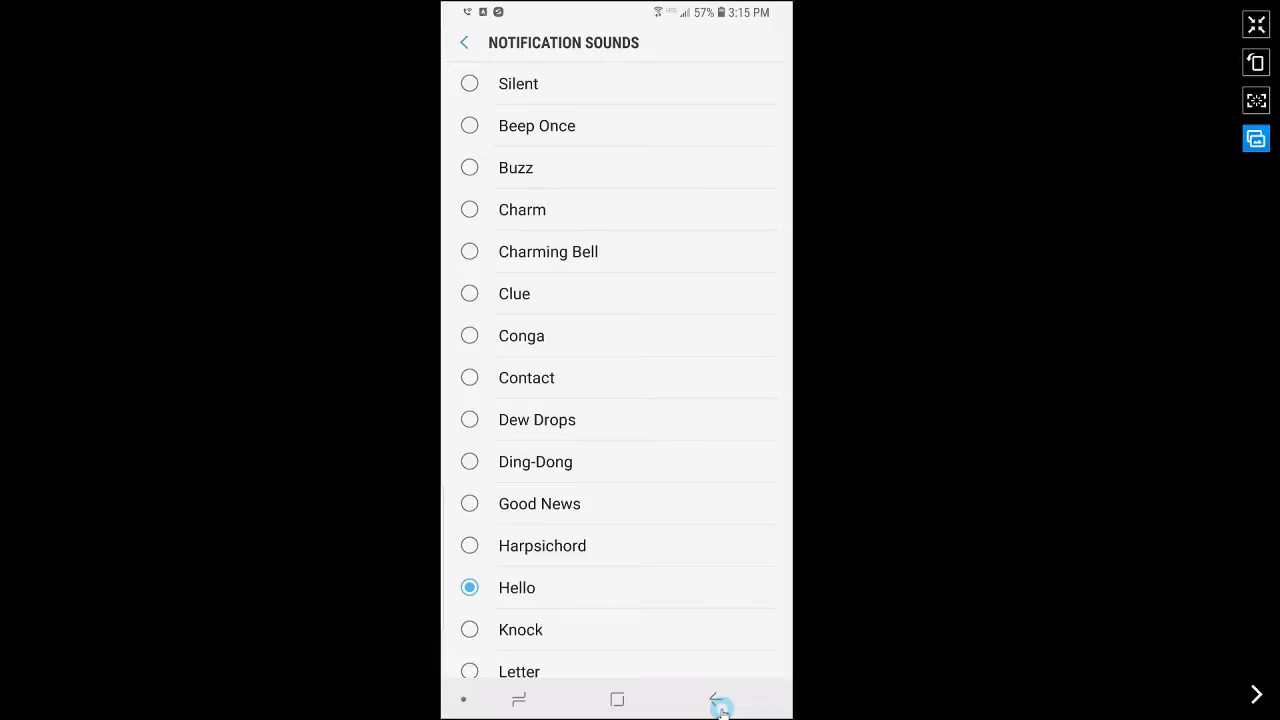 57% 3:15 PM
NOTIFICATION SOUNDS
Silent
Beep Once
Buzz
Charm
Charming Bell
Clue
Conga
Contact
Dew Drops
Ding-Dong
Good News
Harpsichord
Hello
Knock
Letter